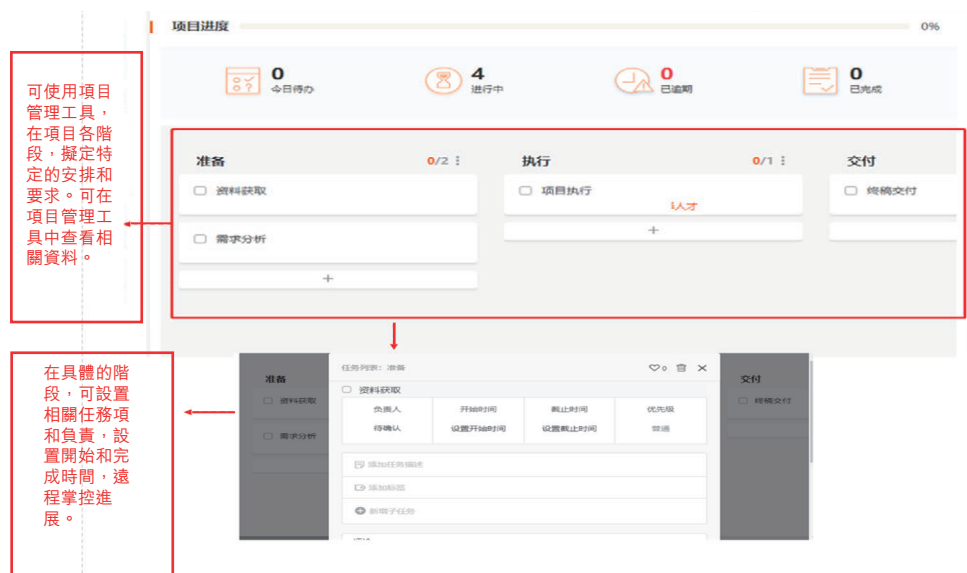 项目进度
0%
0
今日待办
4
进行中
0
已逾期
0
已完成
可使用項目
管理工具，
在項目各階
段，擬定特
定的安排和
要求。可在
項目管理工
具中查看相
關資料。
准备 0/2
资料获取
需求分析
+
执行 0/1
项目执行
i人才
+
交付
终稿交付
在具體的階
段，可設置
相關任務項
和負責，設
置開始和完
成時間，遠
程掌控進
展。
准备
资料获取
需求分析
任务列表：准备
0
资料获取
负责人 开始时间 截止时间 优先级
待确认 设置开始时间 设置截止时间 普通
添加任务描述
添加标签
新增子任务
交付
终稿交付